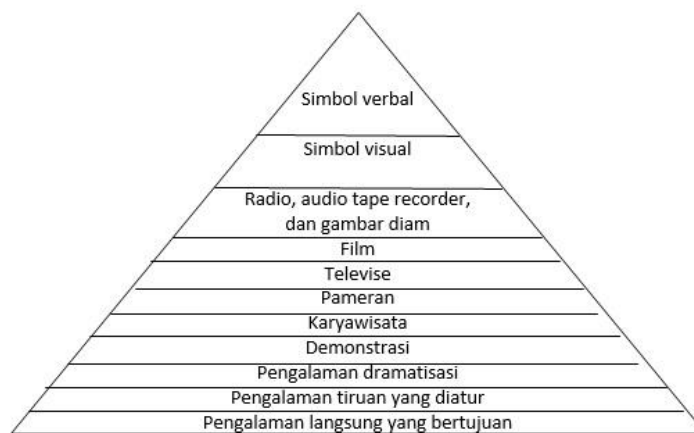 Simbol verbal
Simbol visual
Radio, audio tape recorder,
dan gambar diam
Film
Televise
Pameran
Karyawisata
Demonstrasi
Pengalaman dramatisasi
Pengalaman tiruan yang diatur
Pengalaman langsung yang bertujuan